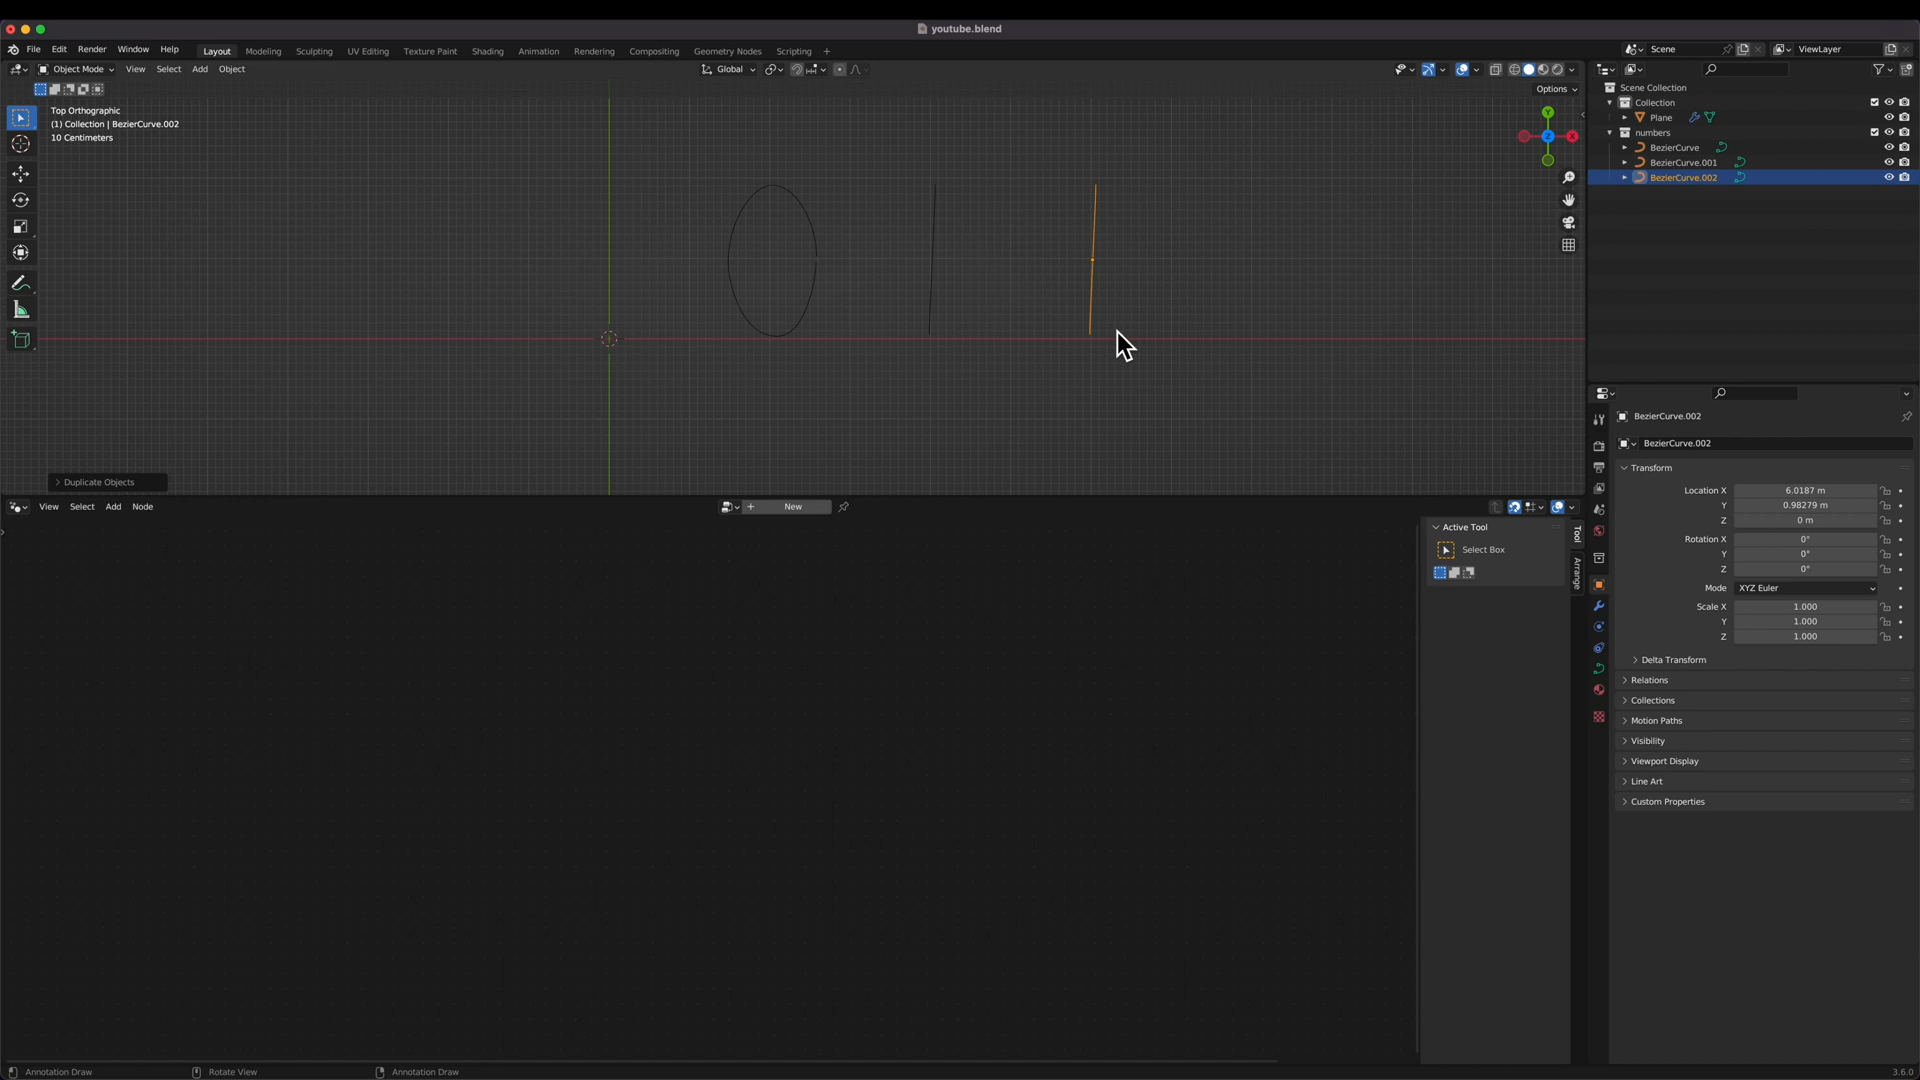 youtube.blend
File Edit Render Window Help Layout Modeling Sculpting UV Editing Texture Paint Shading Animation Rendering Compositing Geometry Nodes Scripting + Scene ViewLayer
Object Mode View Select Add Object Global
Options
Top Orthographic
(1) Collection | BezierCurve.002
10 Centimeters
Y
Z
X
Duplicate Objects
Scene Collection
Collection
Plane
numbers
BezierCurve
BezierCurve.001
BezierCurve.002
BezierCurve.002
BezierCurve.002
Transform
Location X 6.0187 m
Y 0.98279 m
Z 0 m
Rotation X 0°
Y 0°
Z 0°
Mode XYZ Euler
Scale X 1.000
Y 1.000
Z 1.000
Delta Transform
Relations
Collections
Motion Paths
Visibility
Viewport Display
Line Art
Custom Properties
View Select Add Node + New
Active Tool
Select Box
Tool
Arrange
Annotation Draw Rotate View Annotation Draw 3.6.0